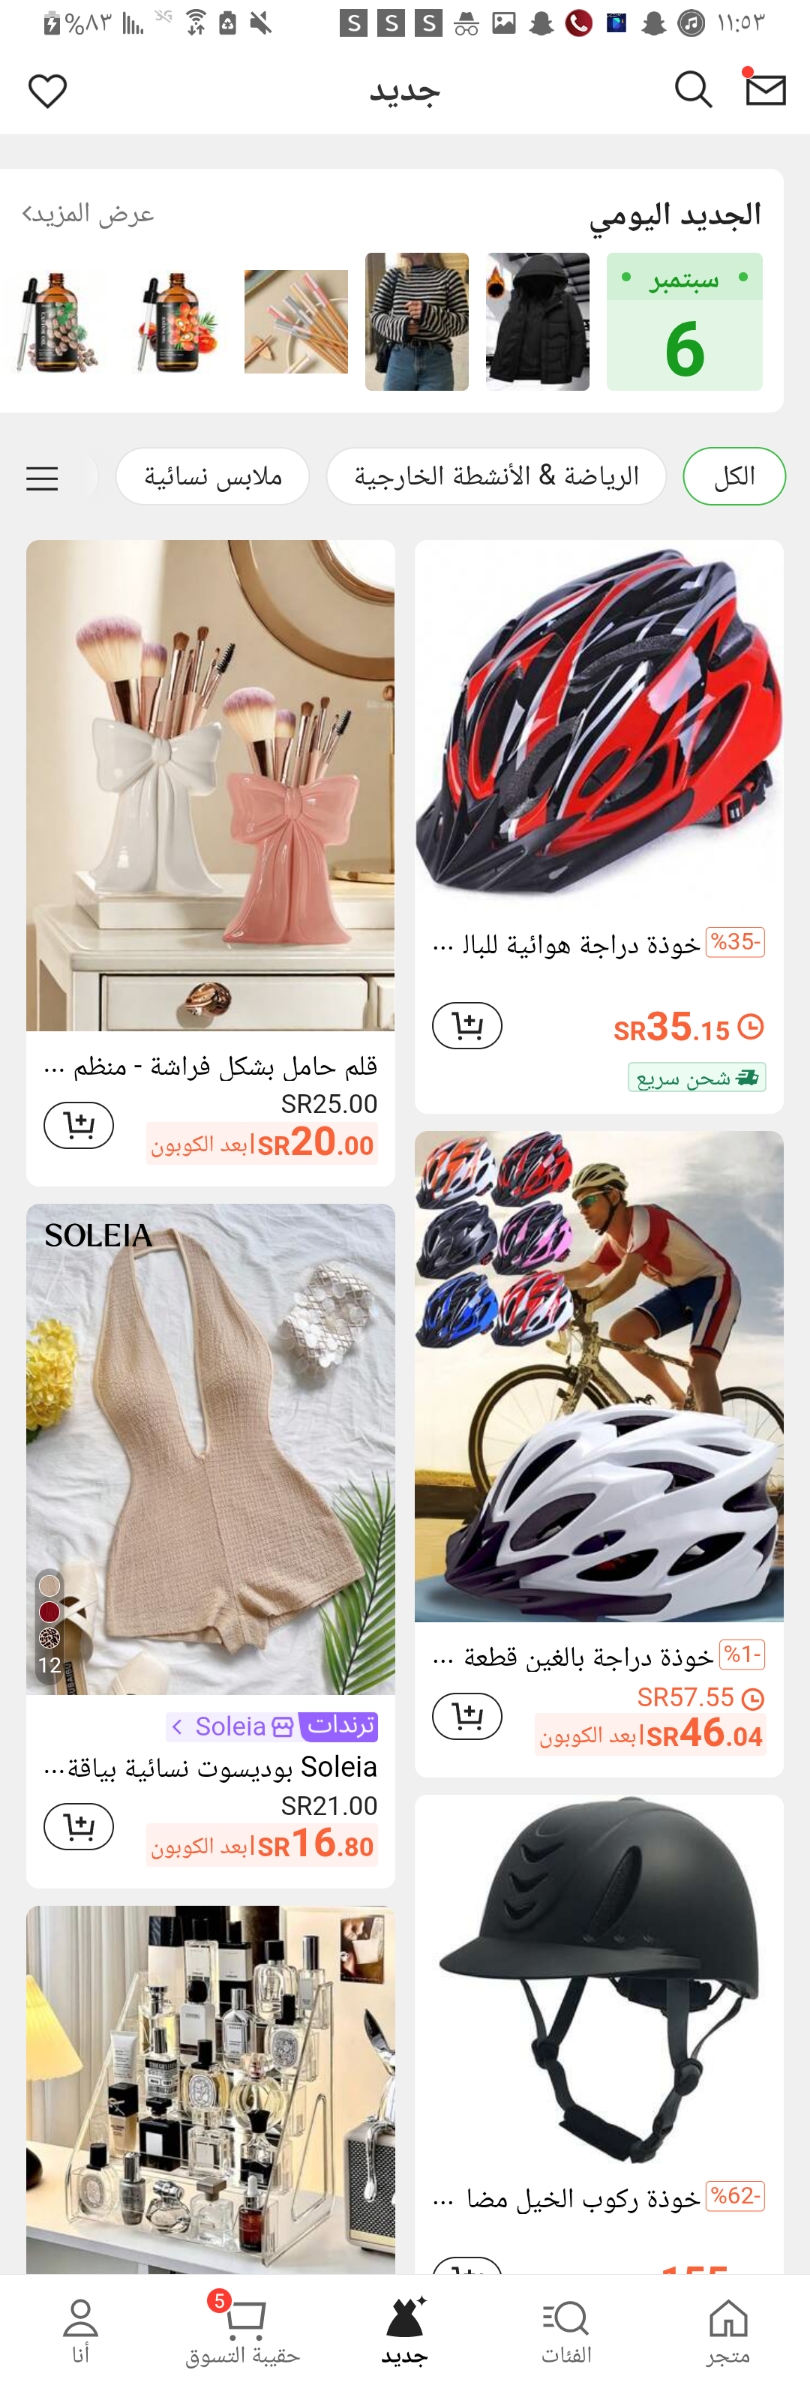 ١١:٥٣
%٨٣
3G
S S S
جديد
الجديد اليومي
عرض المزيد
سبتمبر
6
الكل
الرياضة & الأنشطة الخارجية
ملابس نسائية
%35-
خوذة دراجة هوائية للبال ...
SR35.15
شحن سريع
قلم حامل بشكل فراشة - منظم ...
SR25.00
SR20.00|بعد الكوبون
%1-
خوذة دراجة بالغين قطعة ...
SR57.55
SR46.04|بعد الكوبون
SOLEIA
12
ترندات Soleia
Soleia بوديسوت نسائية بياقة...
SR21.00
SR16.80|بعد الكوبون
%62-
خوذة ركوب الخيل مضا ...
متجر
الفئات
جديد
5
حقيبة التسوق
أنا